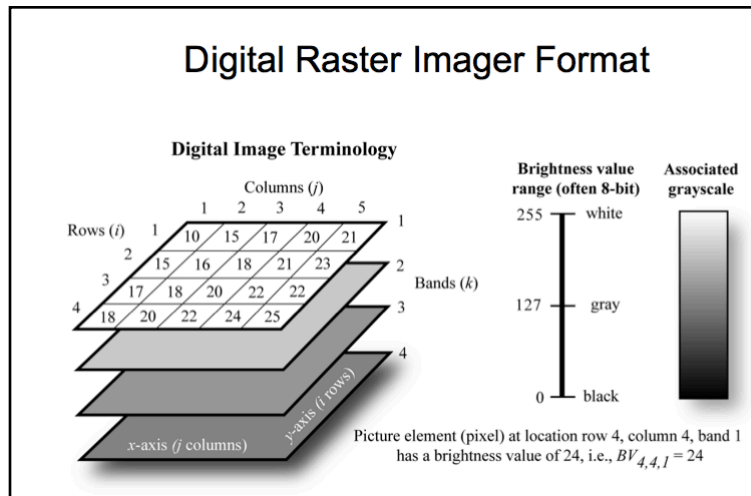 Digital Raster Imager Format
Digital Image Terminology
Columns (j)
1 2 3 4 5
Rows (i)
1 10 15 17 20 21
2 15 16 18 21 23
3 17 18 20 22 22
4 18 20 22 24 25
1
2
3
4
Bands (k)
x-axis (j columns)
y-axis (i rows)
Brightness value
range (often 8-bit)
255 white
127 gray
0 black
Associated
grayscale
Picture element (pixel) at location row 4, column 4, band 1
has a brightness value of 24, i.e., BV4,4,1 = 24